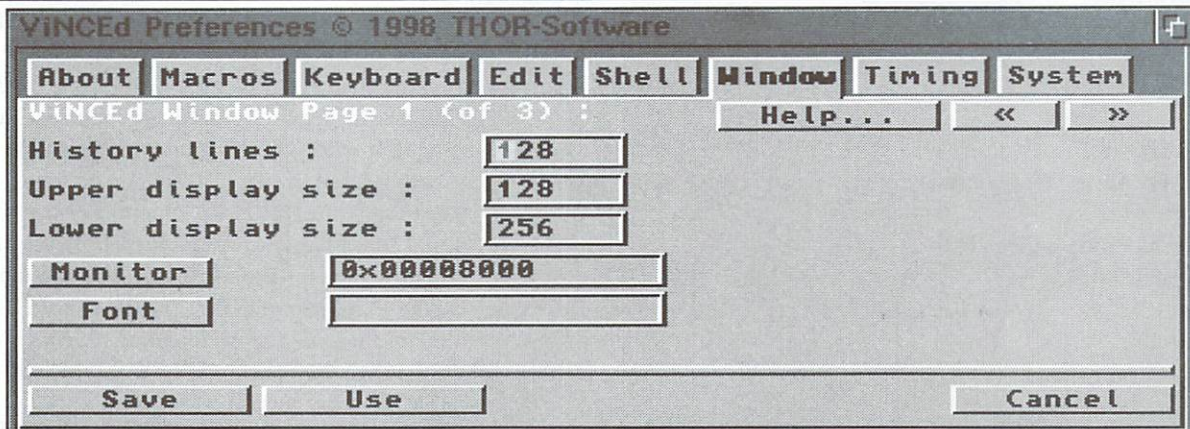 ViNCEd Preferences © 1998 THOR-Software
About Macros Keyboard Edit Shell Window Timing System
ViNCEd Window Page 1 (of 3) : Help... << >>
History lines : 128
Upper display size : 128
Lower display size : 256
Monitor 0x00008000
Font
Save Use Cancel